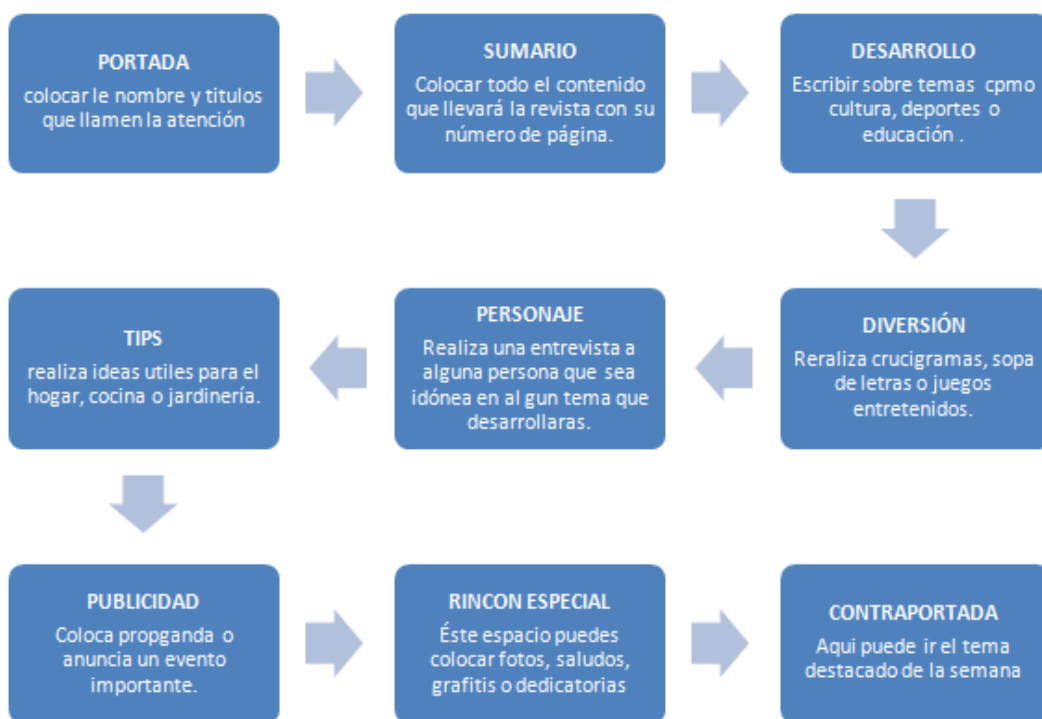 PORTADA
colocar le nombre y titulos
que llamen la atención
SUMARIO
Colocar todo el contenido
que llevará la revista con su
número de página.
DESARROLLO
Escribir sobre temas cpmo
cultura, deportes o
educación .
DIVERSIÓN
Reraliza crucigramas, sopa
de letras o juegos
entretenidos.
PERSONAJE
Realiza una entrevista a
alguna persona que sea
idónea en al gun tema que
desarrollaras.
TIPS
realiza ideas utiles para el
hogar, cocina o jardinería.
PUBLICIDAD
Coloca propganda o
anuncia un evento
importante.
RINCON ESPECIAL
Éste espacio puedes
colocar fotos, saludos,
grafitis o dedicatorias
CONTRAPORTADA
Aqui puede ir el tema
destacado de la semana